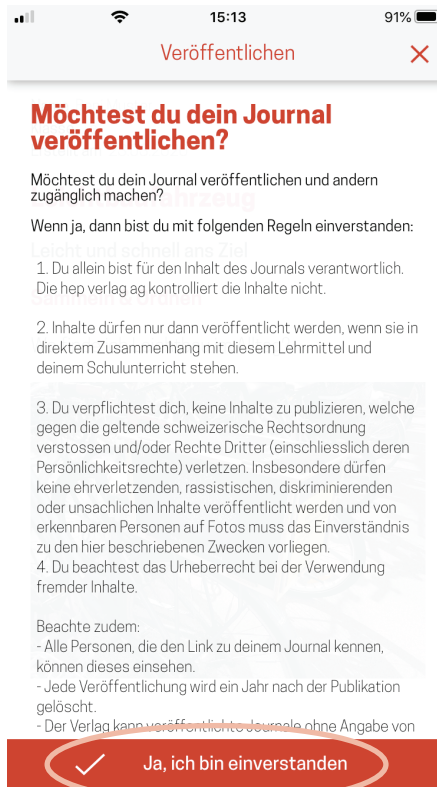 15:13
91%
Veröffentlichen
Möchtest du dein Journal
veröffentlichen?
Möchtest du dein Journal veröffentlichen und andern
zugänglich machen?
Wenn ja, dann bist du mit folgenden Regeln einverstanden:
Leicht und schnell ans Ziel
1. Du allein bist für den Inhalt des Journals verantwortlich.
Die hep verlag ag kontrolliert die Inhalte nicht.
2. Inhalte dürfen nur dann veröffentlicht werden, wenn sie in
direktem Zusammenhang mit diesem Lehrmittel und
deinem Schulunterricht stehen.
3. Du verpflichtest dich, keine Inhalte zu publizieren, welche
gegen die geltende schweizerische Rechtsordnung
verstossen und/oder Rechte Dritter (einschliesslich deren
Persönlichkeitsrechte) verletzen. Insbesondere dürfen
keine ehrverletzenden, rassistischen, diskriminierenden
oder unsachlichen Inhalte veröffentlicht werden und von
erkennbaren Personen auf Fotos muss das Einverständnis
zu den hier beschriebenen Zwecken vorliegen.
4. Du beachtest das Urheberrecht bei der Verwendung
fremder Inhalte.
Beachte zudem:
- Alle Personen, die den Link zu deinem Journal kennen,
können dieses einsehen.
- Jede Veröffentlichung wird ein Jahr nach der Publikation
gelöscht.
- Der Verlag kann veröffentlichte Journale ohne Angabe von
Ja, ich bin einverstanden